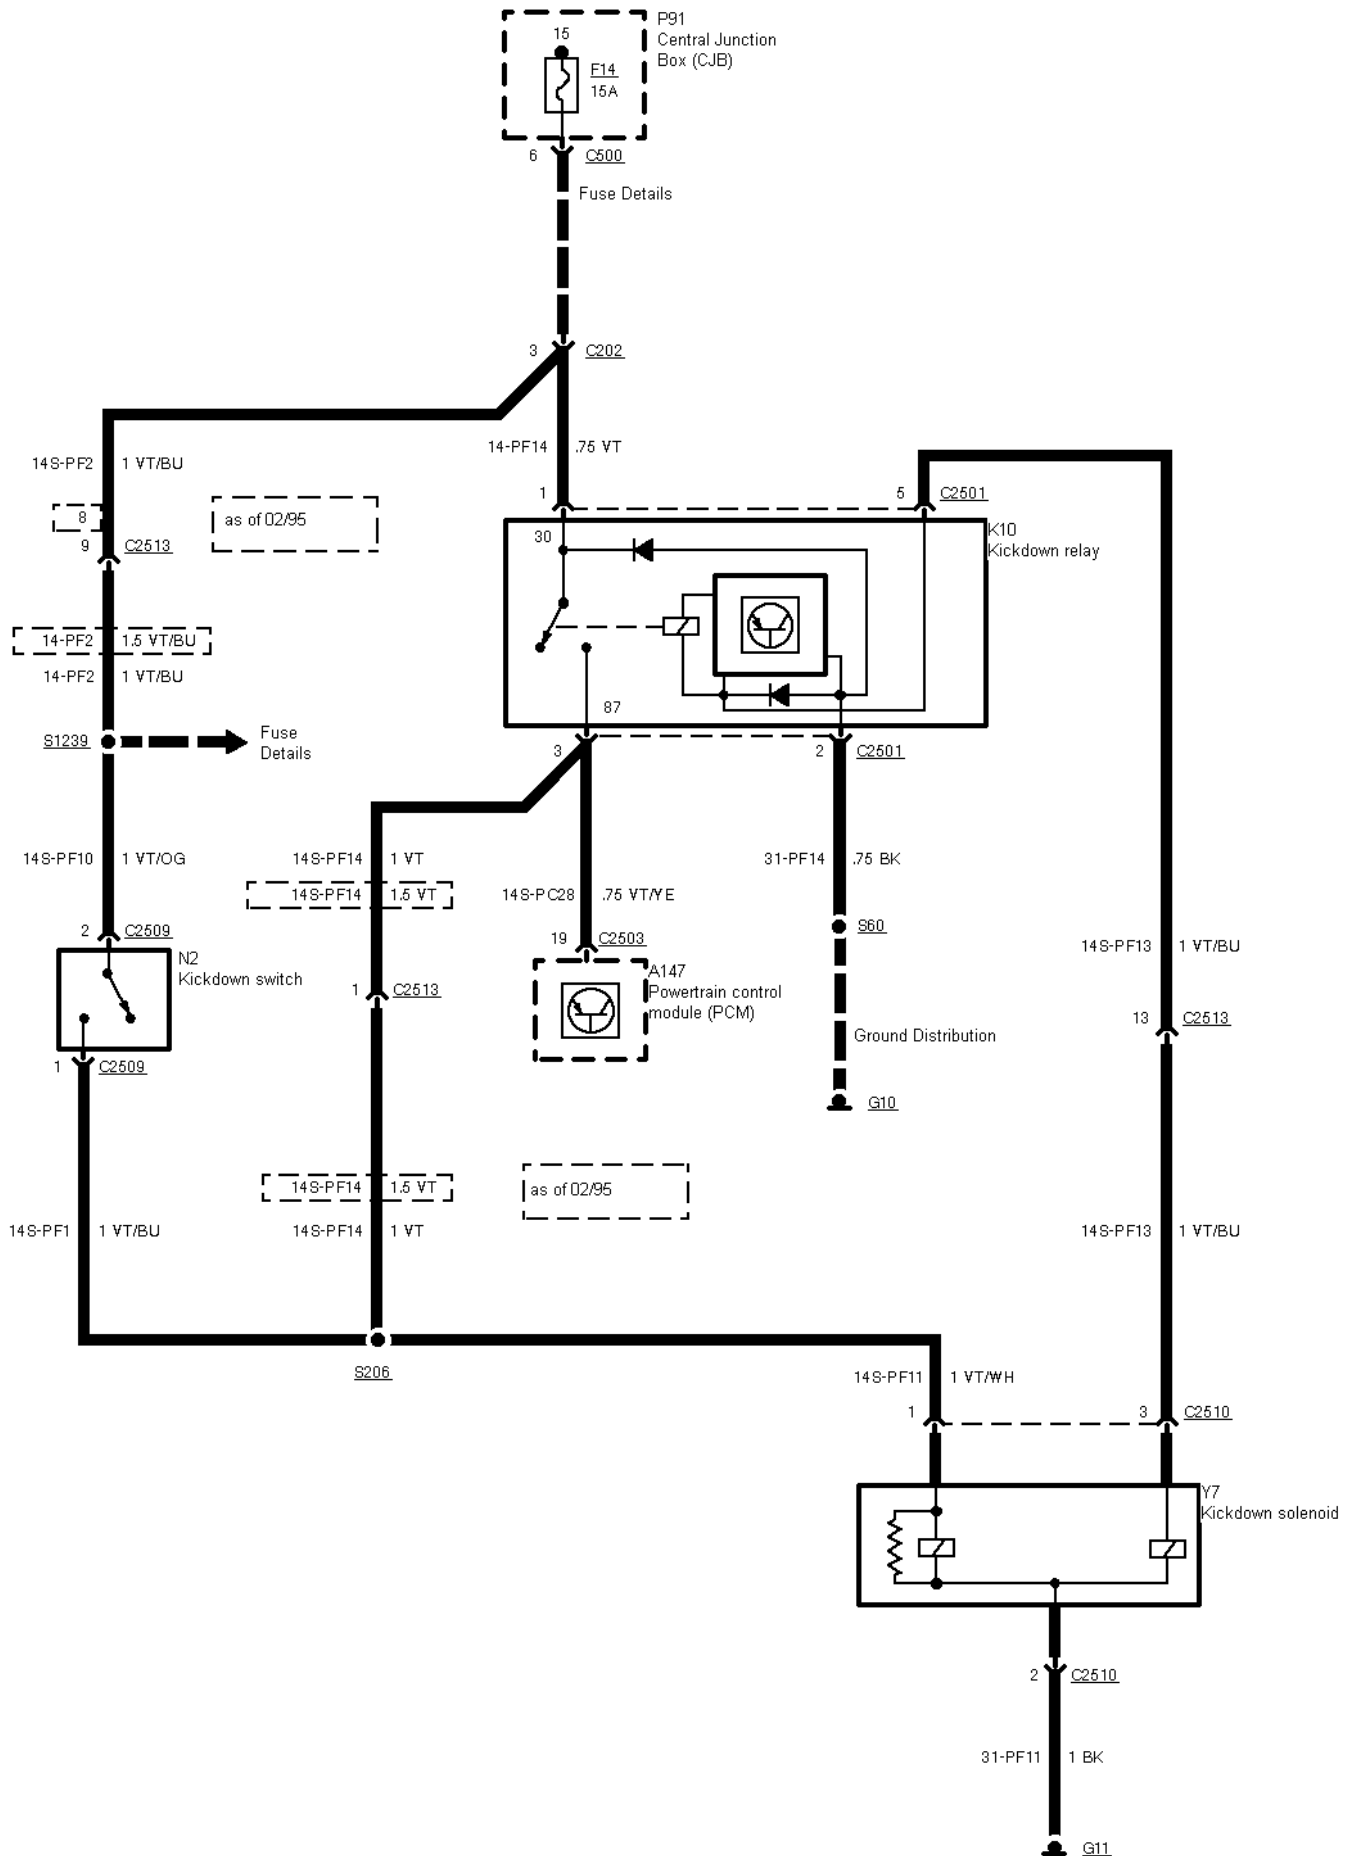 P91
Central Junction
Box (CJB)
15
F14
15A
6
C500
Fuse Details
3
C202
14-PF14
.75 VT
14S-PF2
1 VT/BU
8
as of 02/95
9
C2513
1
5
C2501
K10
Kickdown relay
30
87
14-PF2
1.5 VT/BU
14-PF2
1 VT/BU
S1239
Fuse
Details
3
2
C2501
14S-PF10
1 VT/OG
14S-PF14
1 VT
14S-PF14
1.5 VT
14S-PC28
.75 VT/YE
31-PF14
.75 BK
2
C2509
N2
Kickdown switch
19
C2503
A147
Powertrain control
module (PCM)
S60
14S-PF13
1 VT/BU
1
C2513
13
C2513
Ground Distribution
1
C2509
G10
14S-PF14
1.5 VT
as of 02/95
14S-PF1
1 VT/BU
14S-PF14
1 VT
14S-PF13
1 VT/BU
S206
14S-PF11
1 VT/WH
1
3
C2510
Y7
Kickdown solenoid
2
C2510
31-PF11
1 BK
G11